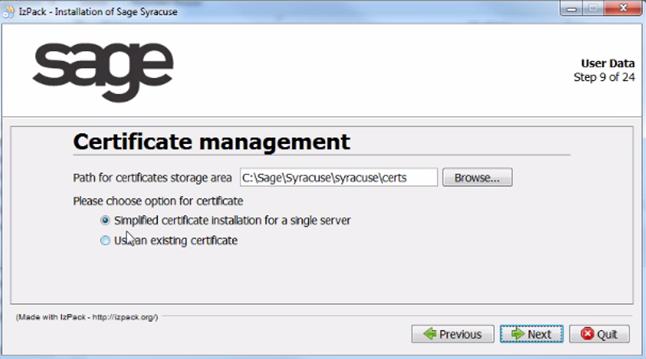 IzPack - Installation of Sage Syracuse
sage
User Data
Step 9 of 24
Certificate management
Path for certificates storage area C:\Sage\Syracuse\syracuse\certs Browse...
Please choose option for certificate
Simplified certificate installation for a single server
Use an existing certificate
(Made with IzPack - http://izpack.org/)
Previous Next Quit